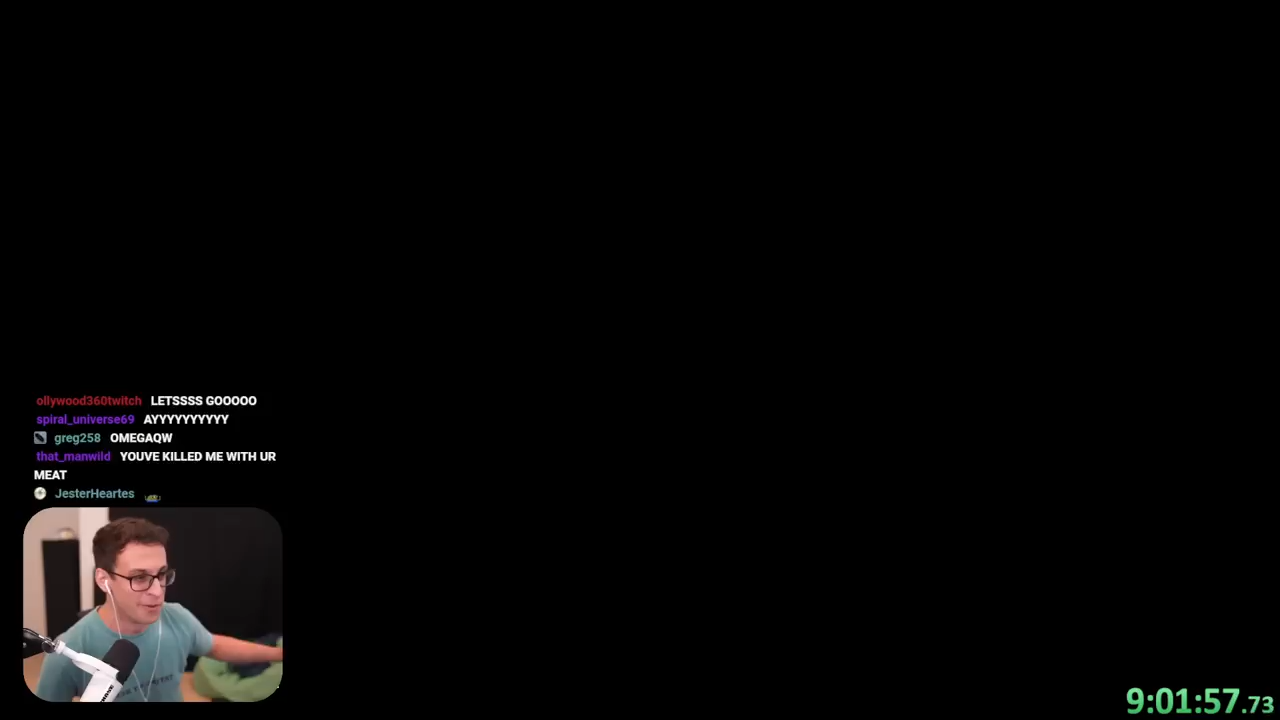 ollywood360twitch LETSSSS GOOOOO
spiral_universe69 AYYYYYYYYYY
greg258 OMEGAQW
that_manwild YOUVE KILLED ME WITH UR
MEAT
JesterHeartes
9:01:57.73